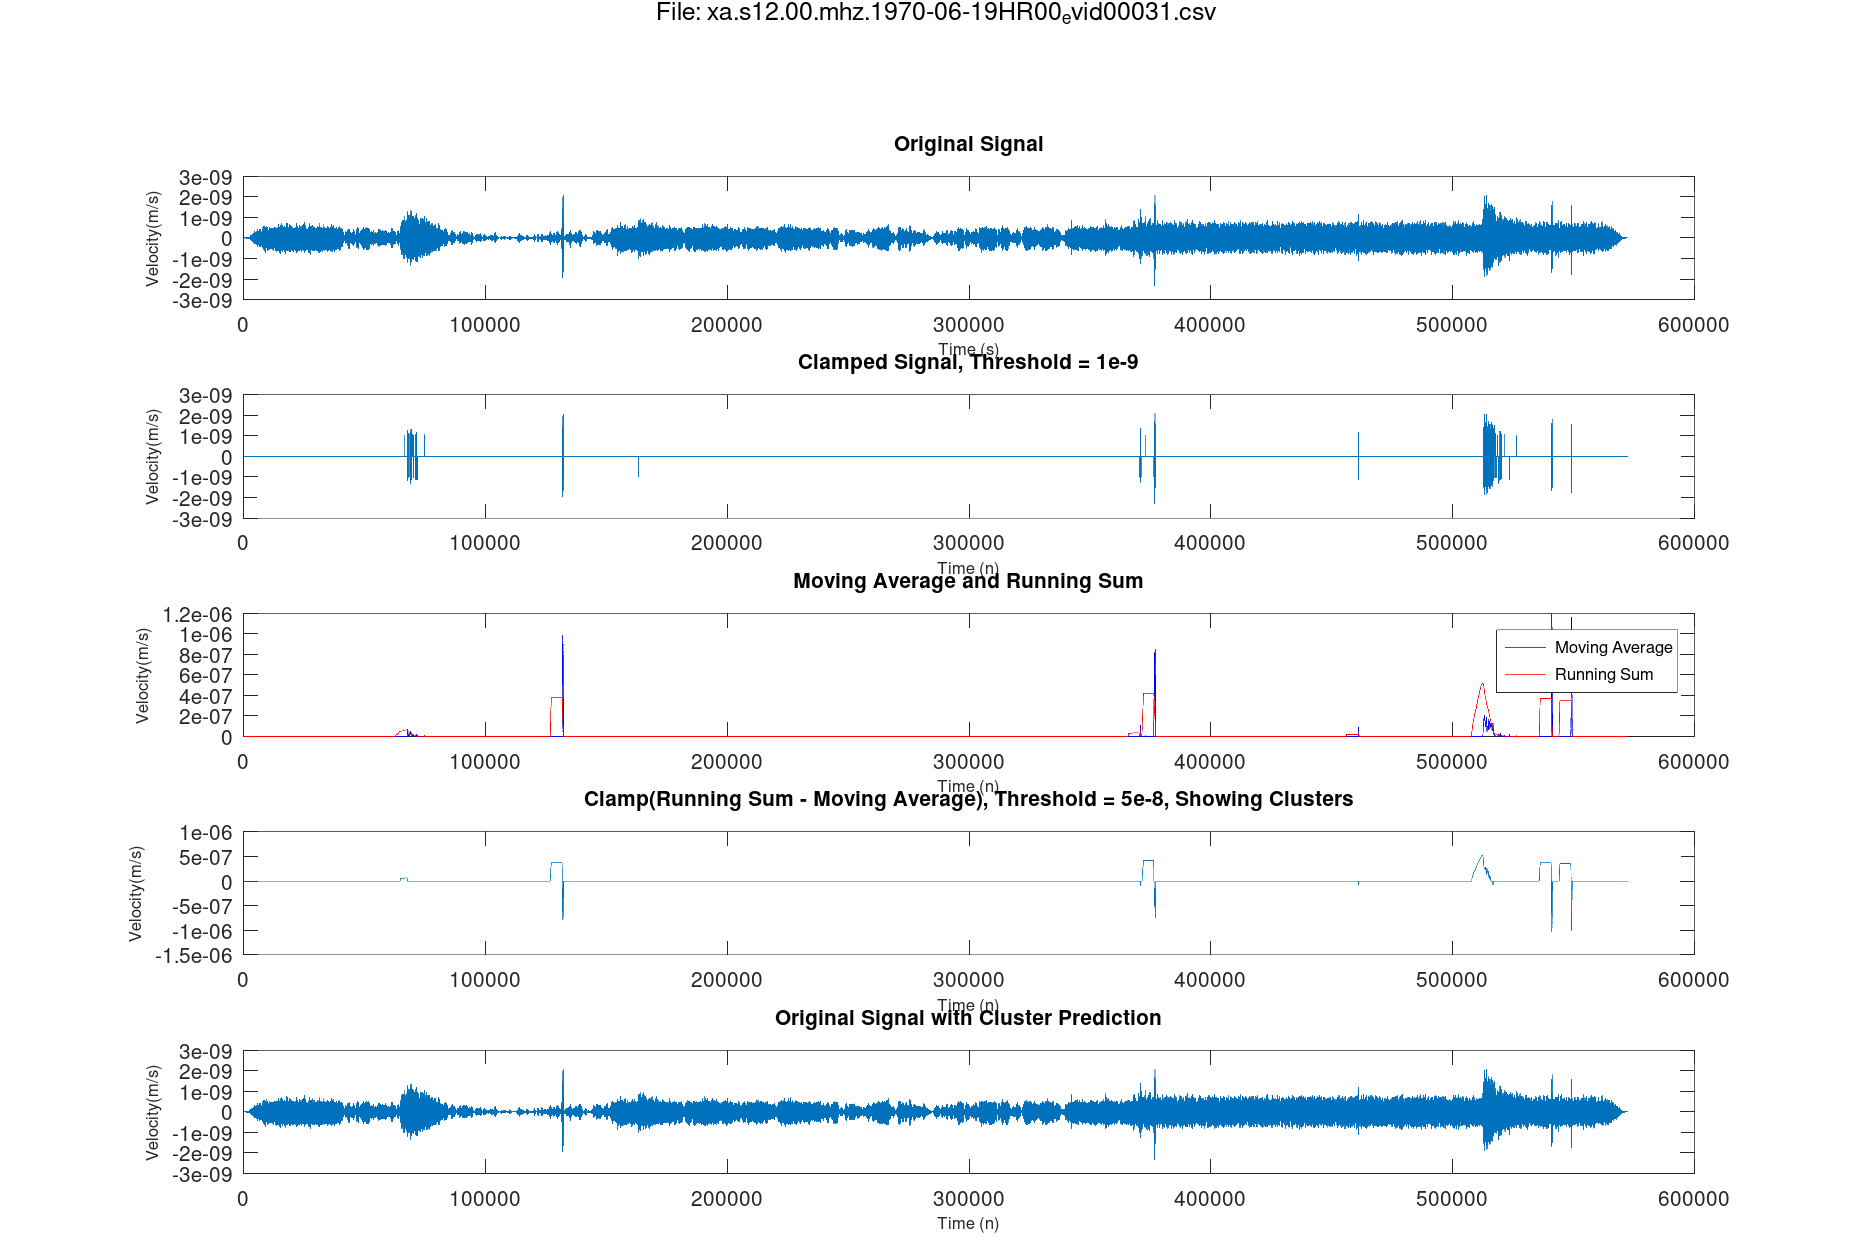 File: xa.s12.00.mhz.1970-06-19HR00evid00031.csv
Original Signal
Velocity(m/s)
3e-09
2e-09
1e-09
0
-1e-09
-2e-09
-3e-09
0 100000 200000 300000 400000 500000 600000
Time (s)
Clamped Signal, Threshold = 1e-9
Velocity(m/s)
3e-09
2e-09
1e-09
0
-1e-09
-2e-09
-3e-09
0 100000 200000 300000 400000 500000 600000
Time (n)
Moving Average and Running Sum
Velocity(m/s)
1.2e-06
1e-06
8e-07
6e-07
4e-07
2e-07
0
Moving Average
Running Sum
0 100000 200000 300000 400000 500000 600000
Time (n)
Clamp(Running Sum - Moving Average), Threshold = 5e-8, Showing Clusters
Velocity(m/s)
1e-06
5e-07
0
-5e-07
-1e-06
-1.5e-06
0 100000 200000 300000 400000 500000 600000
Time (n)
Original Signal with Cluster Prediction
Velocity(m/s)
3e-09
2e-09
1e-09
0
-1e-09
-2e-09
-3e-09
0 100000 200000 300000 400000 500000 600000
Time (n)